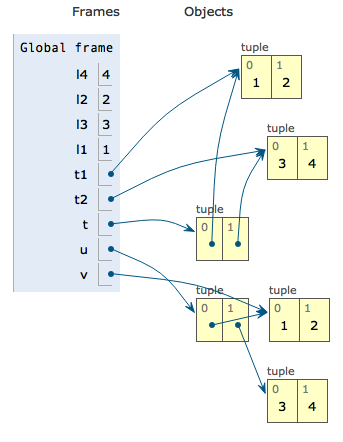 Frames Objects
Global frame
l4 4
l2 2
l3 3
l1 1
t1
t2
t
u
v
tuple
0 1
1 2
tuple
0 1
3 4
tuple
0 1
tuple
0 1
tuple
0 1
1 2
tuple
0 1
3 4